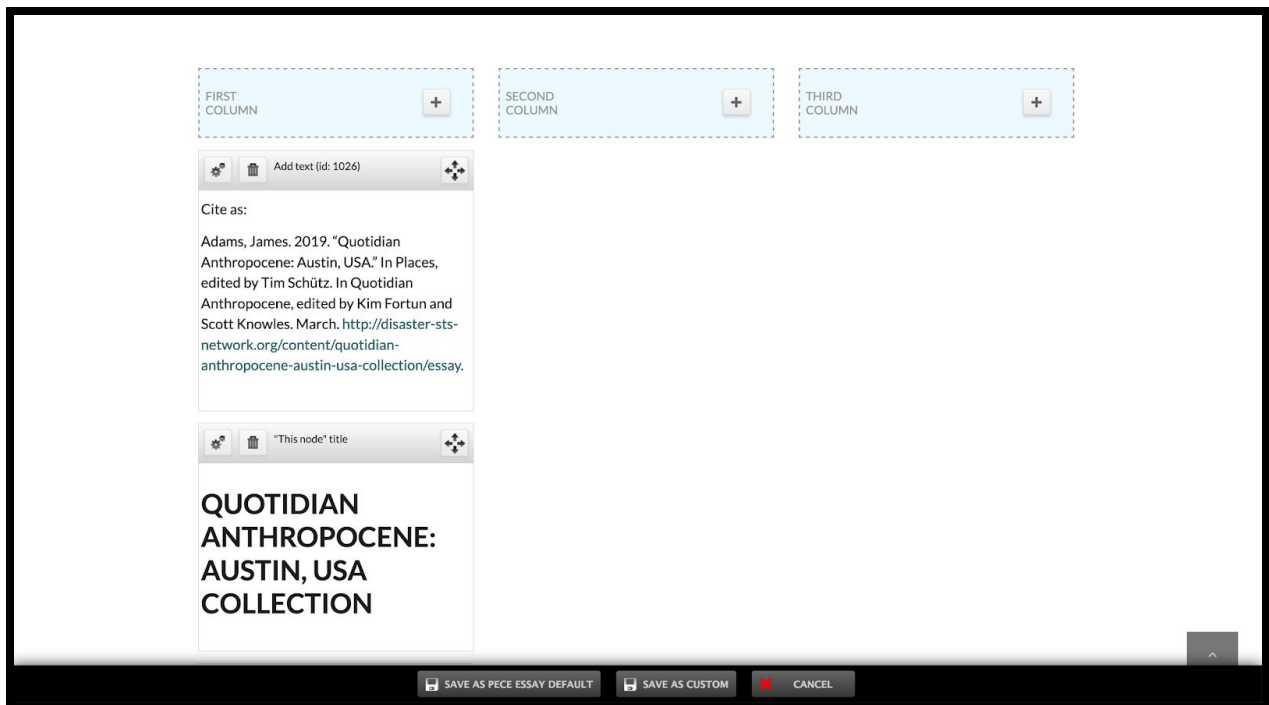 FIRST
COLUMN
SECOND
COLUMN
THIRD
COLUMN
Add text (id: 1026)
Cite as:
Adams, James. 2019. “Quotidian
Anthropocene: Austin, USA.” In Places,
edited by Tim Schütz. In Quotidian
Anthropocene, edited by Kim Fortun and
Scott Knowles. March. http://disaster-sts-
network.org/content/quotidian-
anthropocene-austin-usa-collection/essay.
"This node" title
QUOTIDIAN
ANTHROPOCENE:
AUSTIN, USA
COLLECTION
SAVE AS PECE ESSAY DEFAULT
SAVE AS CUSTOM
CANCEL